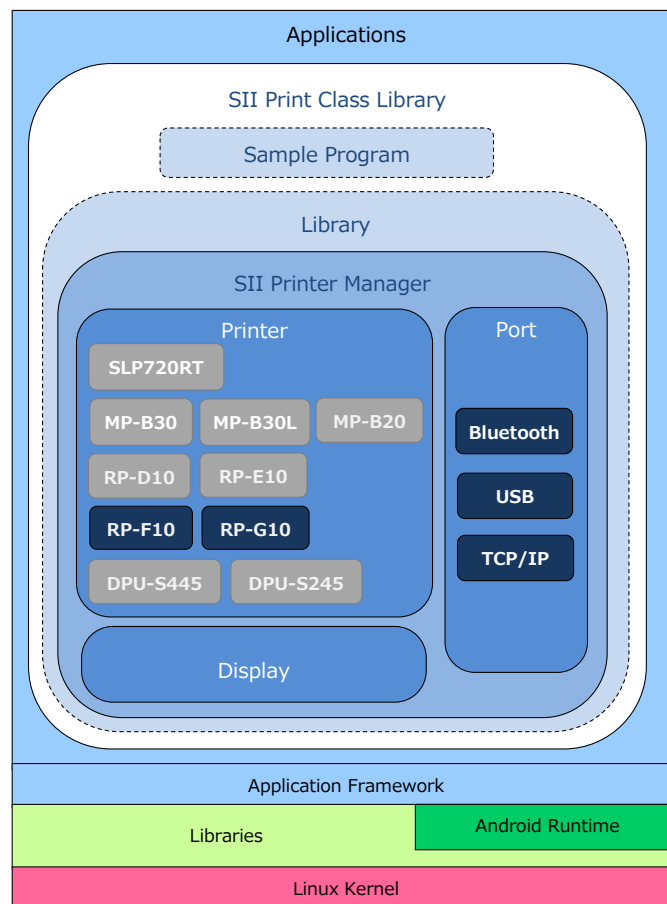 Applications
SII Print Class Library
Sample Program
Library
SII Printer Manager
Printer
SLP720RT
MP-B30
MP-B30L
MP-B20
RP-D10
RP-E10
RP-F10
RP-G10
DPU-S445
DPU-S245
Port
Bluetooth
USB
TCP/IP
Display
Application Framework
Libraries
Android Runtime
Linux Kernel